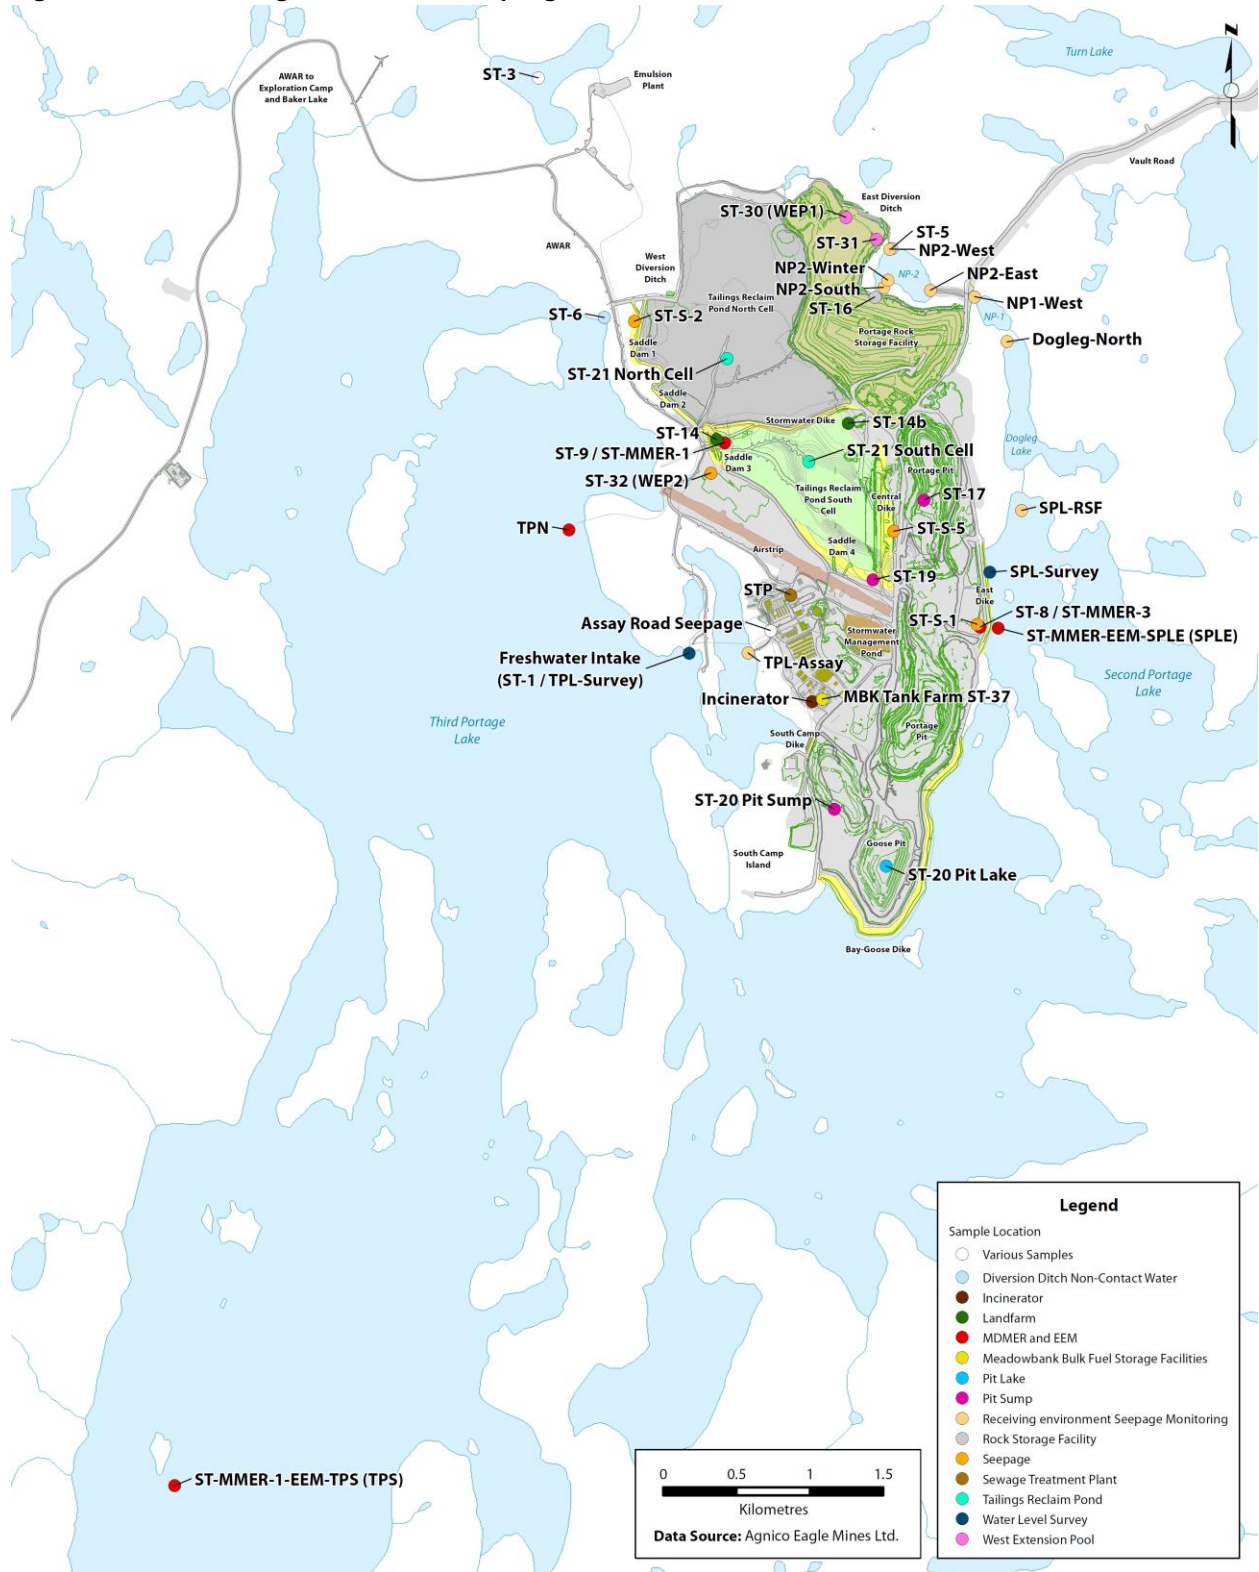 Turn Lake
ST-3
Emulsion
Plant
AWAR to
Exploration Camp
and Baker Lake
Z
Vault Road
East Diversion
Ditch
ST-30 (WEP1)
ST-5
ST-31
NP2-West
AWAR
West
Diversion
Ditch
NP2-Winter
NP-2
NP2-East
NP2-South
Tailings Reclaim
Pond North Cell
ST-16
NP1-West
NP-1
ST-6
ST-S-2
Portage Rock
Storage Facility
Dogleg-North
Saddle
Dam 1
ST-21 North Cell
Saddle
Dam 2
Stormwater Dike
ST-14b
ST-14
ST-9 / ST-MMER-1
Saddle
Dam 3
ST-21 South Cell
Dogleg
Lake
Portage Pit
ST-32 (WEP2)
Tailings Reclaim
Pond South
Cell
Central
Dike
ST-17
SPL-RSF
TPN
ST-S-5
Airstrip
Saddle
Dam 4
ST-19
SPL-Survey
STP
East
Dike
Assay Road Seepage
ST-S-1
ST-8 / ST-MMER-3
Stormwater
Management
Pond
ST-MMER-EEM-SPLE (SPLE)
Freshwater Intake
(ST-1 / TPL-Survey)
TPL-Assay
Second Portage
Lake
Incinerator
MBK Tank Farm ST-37
Third Portage
Lake
South Camp
Dike
Portage
Pit
ST-20 Pit Sump
Goose Pit
South Camp
Island
ST-20 Pit Lake
Bay-Goose Dike
ST-MMER-1-EEM-TPS (TPS)
0 0.5 1 1.5
Kilometres
Data Source: Agnico Eagle Mines Ltd.
Legend
Sample Location
Various Samples
Diversion Ditch Non-Contact Water
Incinerator
Landfarm
MDMER and EEM
Meadowbank Bulk Fuel Storage Facilities
Pit Lake
Pit Sump
Receiving environment Seepage Monitoring
Rock Storage Facility
Seepage
Sewage Treatment Plant
Tailings Reclaim Pond
Water Level Survey
West Extension Pool